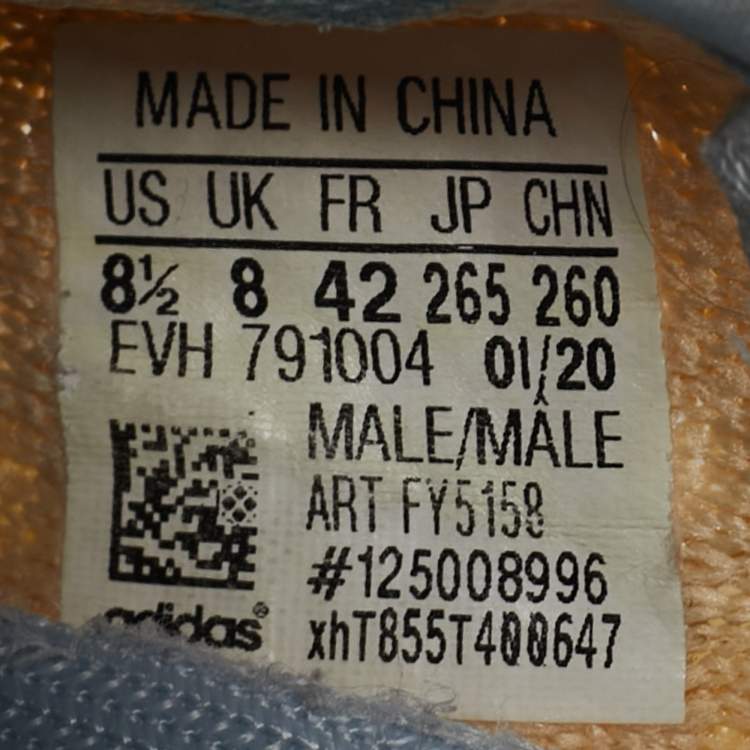 MADE IN CHINA
US UK FR JP CHN
8½ 8 42 265 260
EVH 791004 01/20
MALE/MÂLE
ART FY5158
#125008996
xhT855T400647
adidas®